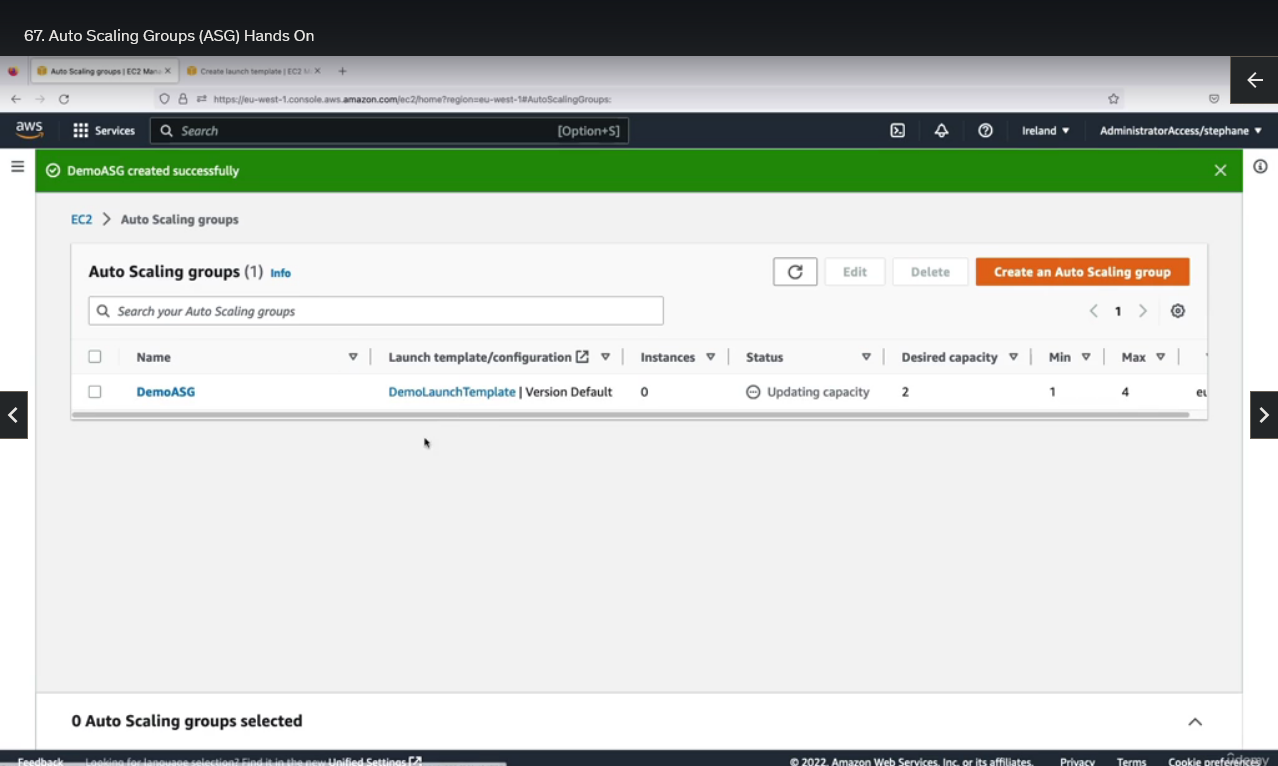 67. Auto Scaling Groups (ASG) Hands On
Auto Scaling groups | EC2 Mana
Create launch template | EC2 M
https://eu-west-1.console.aws.amazon.com/ec2/home?region=eu-west-1#AutoScalingGroups:
aws Services Search [Option+S] Ireland AdministratorAccess/stephane
DemoASG created successfully
EC2 > Auto Scaling groups
Auto Scaling groups (1) Info Edit Delete Create an Auto Scaling group
Search your Auto Scaling groups 1
Name Launch template/configuration Instances Status Desired capacity Min Max
DemoASG DemoLaunchTemplate | Version Default 0 Updating capacity 2 1 4 eu
0 Auto Scaling groups selected
Feedback Looking for language selection? Find it in the new Unified Settings © 2022, Amazon Web Services, Inc. or its affiliates. Privacy Terms Cookie preferences
Udemy